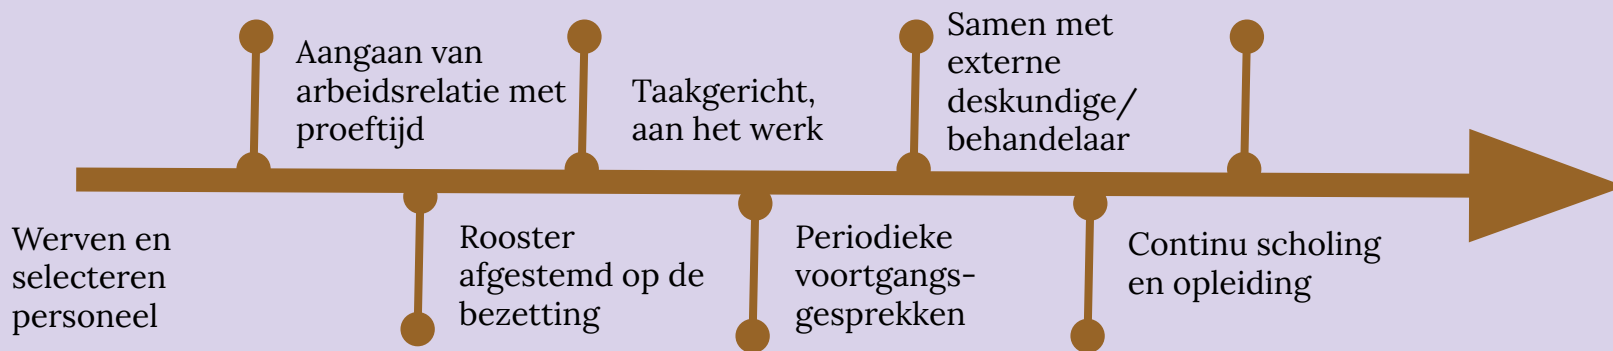 Werven en
selecteren
personeel
Aangaan van
arbeidsrelatie met
proeftijd
Rooster
afgestemd op de
bezetting
Taakgericht,
aan het werk
Periodieke
voortgangs-
gesprekken
Samen met
externe
deskundige/
behandelaar
Continu scholing
en opleiding